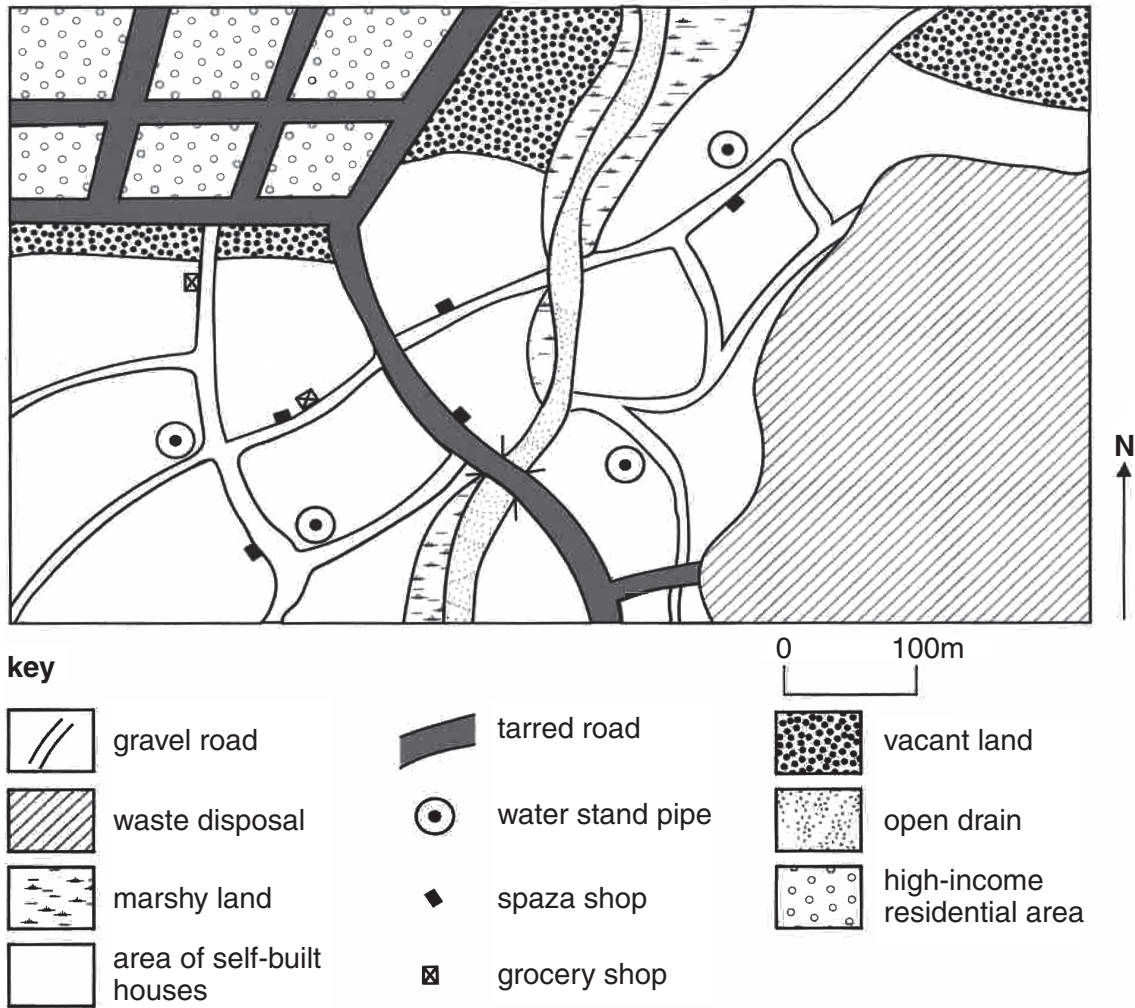 N
0 100m
key
gravel road
tarred road
vacant land
waste disposal
water stand pipe
open drain
marshy land
spaza shop
high-income
residential area
area of self-built
houses
grocery shop